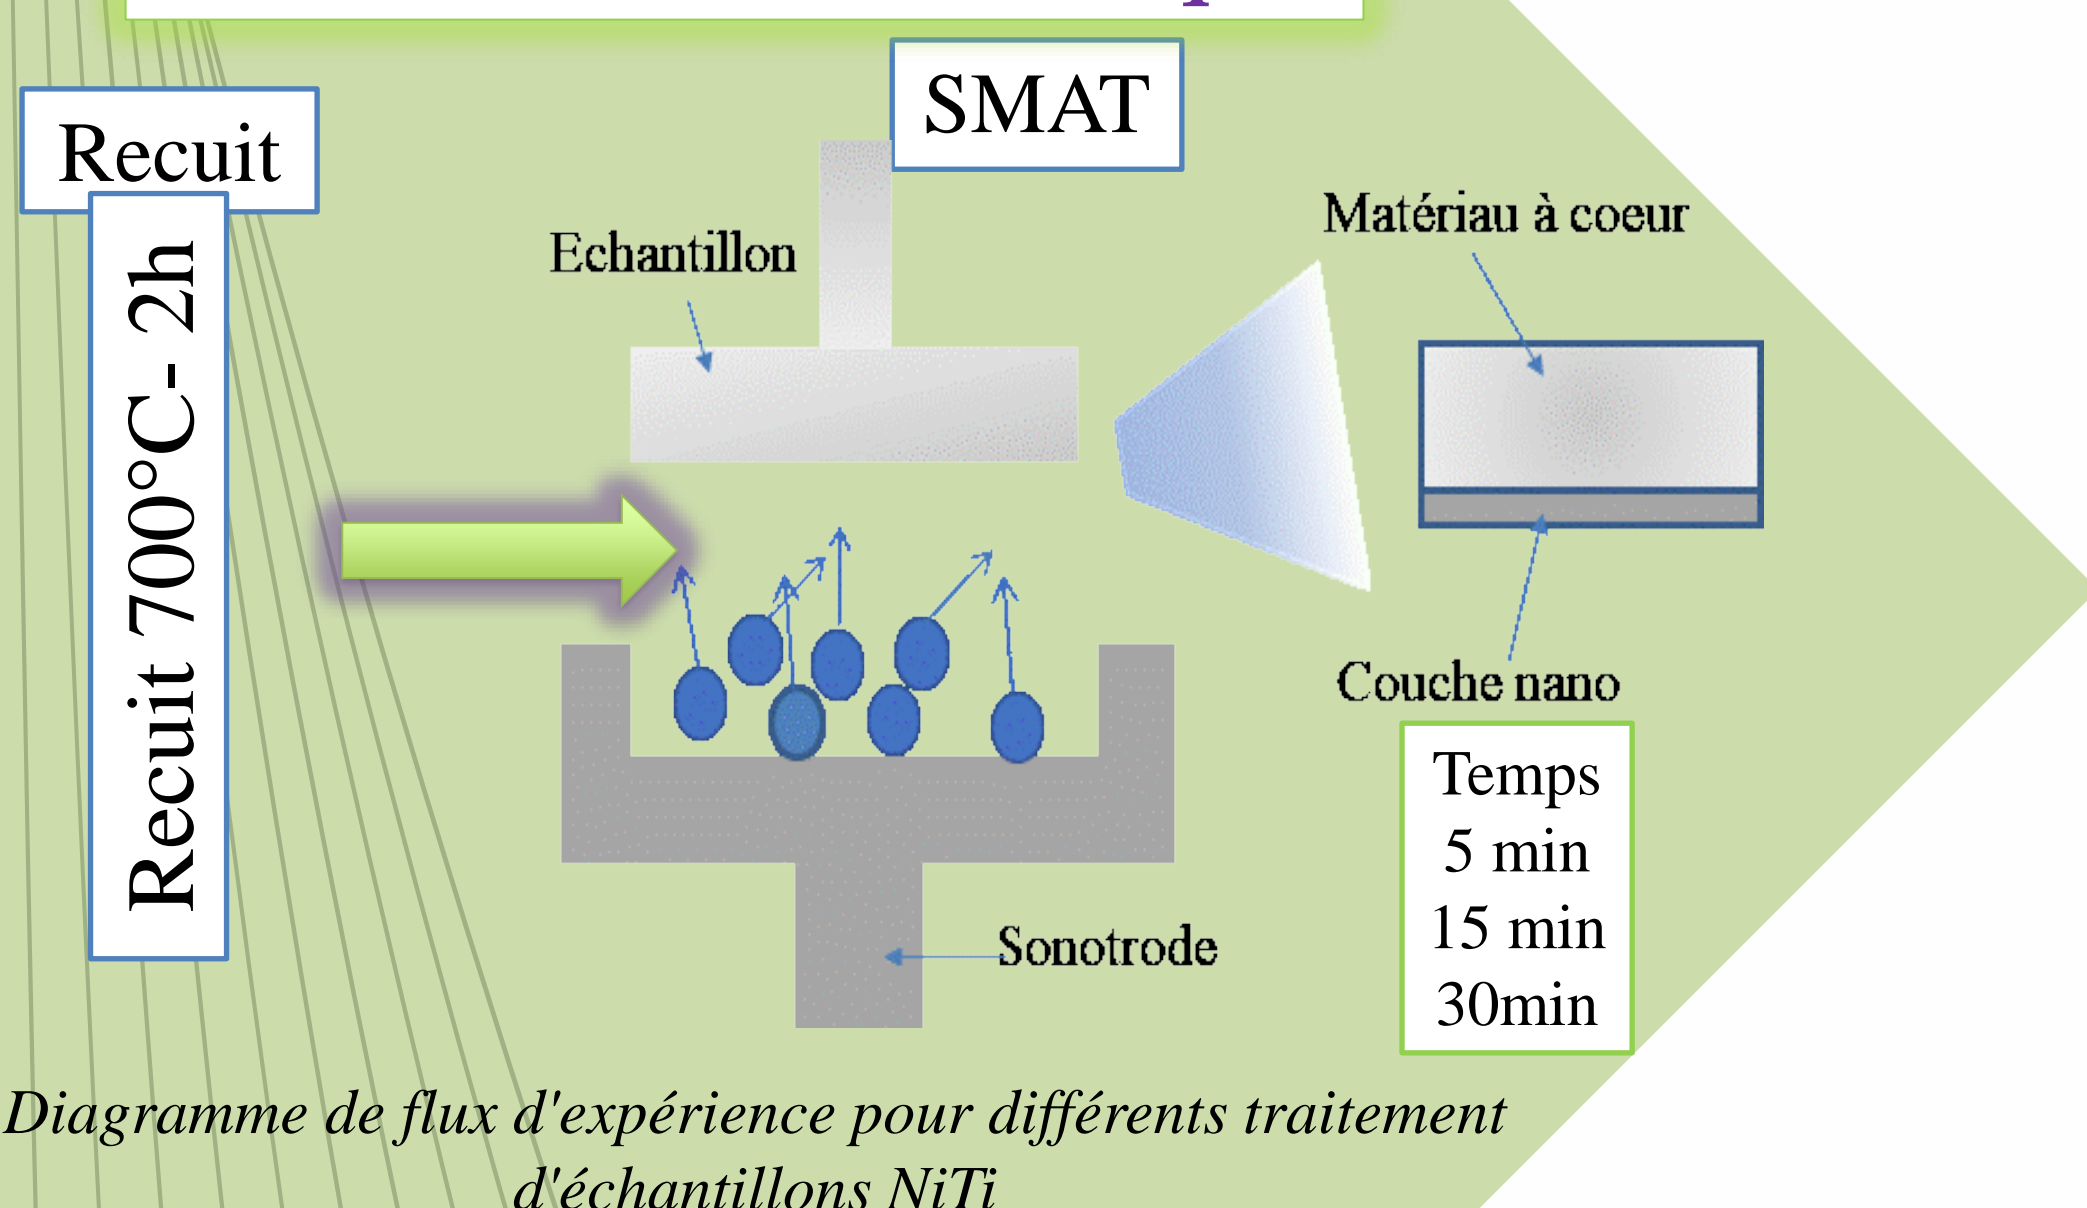 SMAT
Recuit
Recuit 700°C- 2h
Echantillon
Matériau à coeur
Couche nano
Temps
5 min
15 min
30min
Sonotrode
Diagramme de flux d'expérience pour différents traitement
d'échantillons NiTi